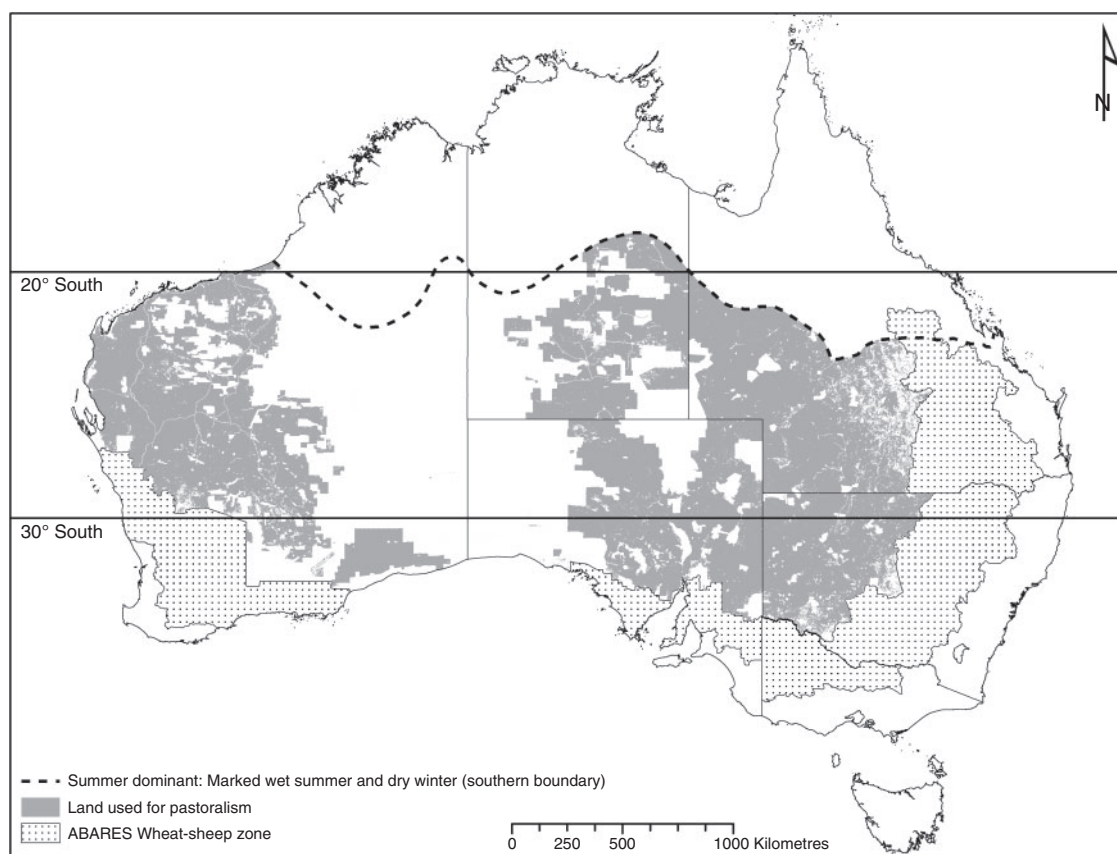 N
20° South
30° South
Summer dominant: Marked wet summer and dry winter (southern boundary)
Land used for pastoralism
ABARES Wheat-sheep zone
0 250 500 1000 Kilometres